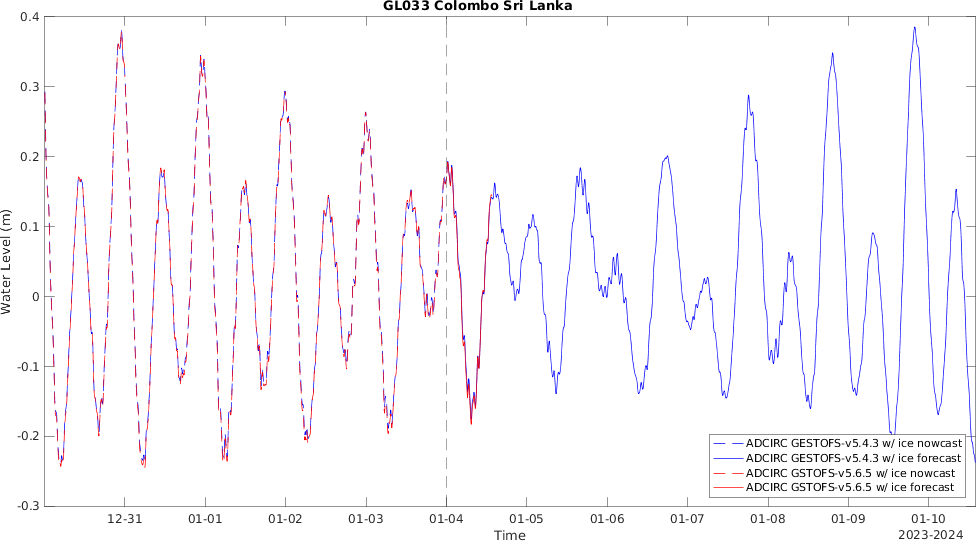 GL033 Colombo Sri Lanka
Water Level (m)
0.4
0.3
0.2
0.1
0
-0.1
-0.2
-0.3
ADCIRC GESTOFS-v5.4.3 w/ ice nowcast
ADCIRC GESTOFS-v5.4.3 w/ ice forecast
ADCIRC GSTOFS-v5.6.5 w/ ice nowcast
ADCIRC GSTOFS-v5.6.5 w/ ice forecast
12-31 01-01 01-02 01-03 01-04 01-05 01-06 01-07 01-08 01-09 01-10
Time
2023-2024